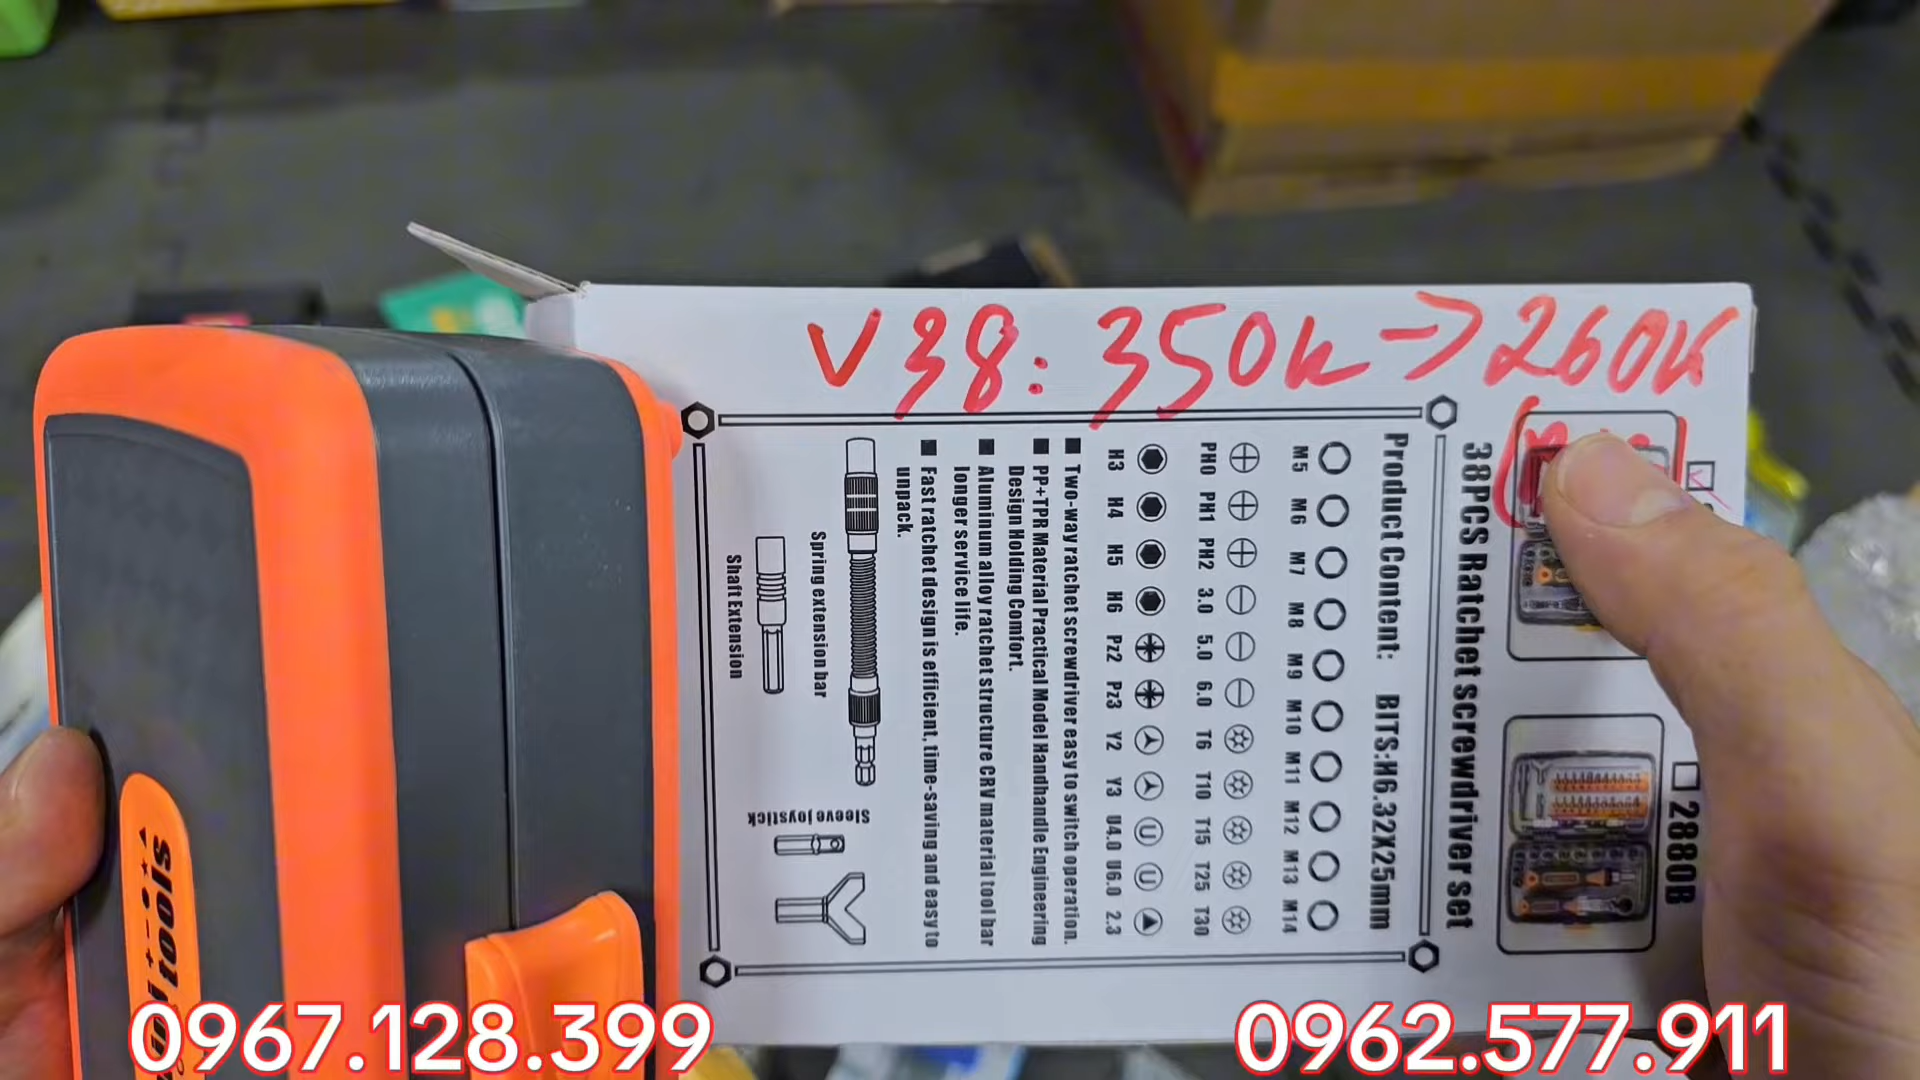 V38: 350k -> 260k
38PCS Ratchet screwdriver set
Product Content: BITS:H6.32X25mm
M5 M6 M7 M8 M9 M10 M11 M12 M13 M14
PH0 PH1 PH2 3.0 5.0 6.0 T6 T10 T15 T25 T30
H3 H4 H5 H6 Pz2 Pz3 Y2 Y3 U4.0 U6.0 2.3
■ Two-way ratchet screwdriver easy to switch operation.
■ PP+TPR Material Practical Model Handhandle Engineering
Design Holding Comfort.
■ Aluminum alloy ratchet structure CRV material tool bar
longer service life.
■ Fast ratchet design is efficient, time-saving and easy to
unpack.
Spring extension bar
Shaft Extension
Sleeve joystick
2880B
tools
0967.128.399
0962.577.911